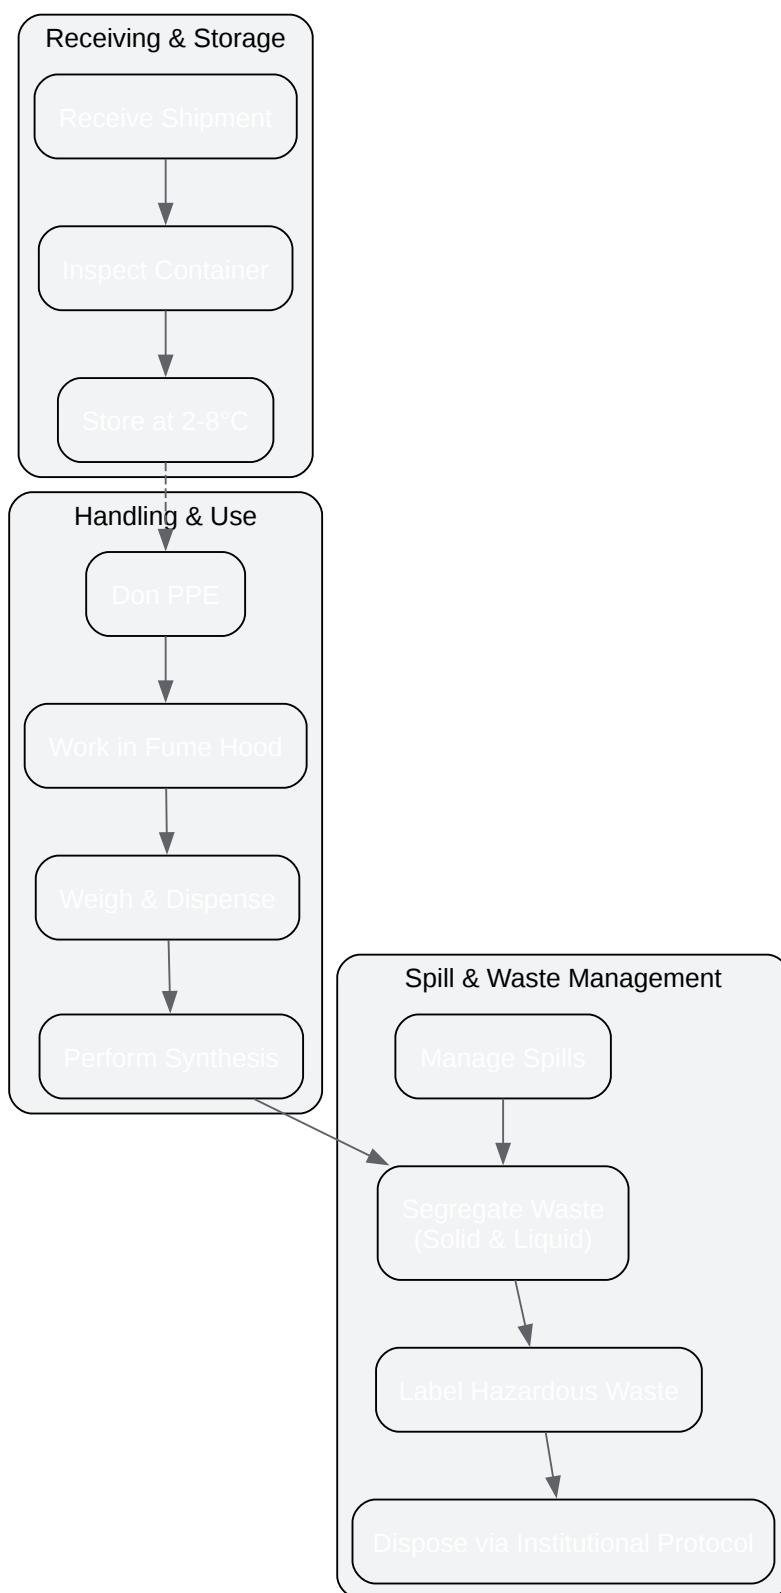 Receiving & Storage
Receive Shipment
Inspect Container
Store at 2-8°C
Handling & Use
Don PPE
Work in Fume Hood
Weigh & Dispense
Perform Synthesis
Spill & Waste Management
Manage Spills
Segregate Waste
(Solid & Liquid)
Label Hazardous Waste
Dispose via Institutional Protocol